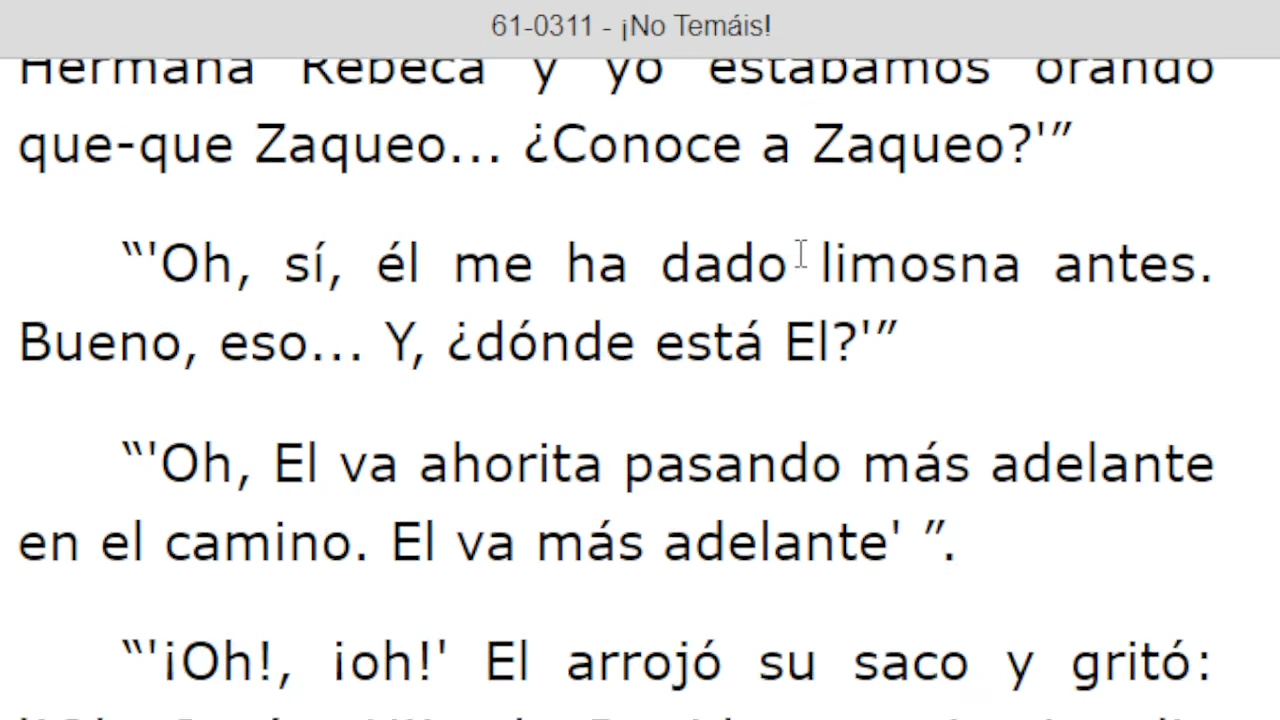 61-0311 - ¡No Temáis!
Hermana Rebeca y yo estábamos orando
que-que Zaqueo... ¿Conoce a Zaqueo?'”
“'Oh, sí, él me ha dado limosna antes.
Bueno, eso... Y, ¿dónde está El?'”
“'Oh, El va ahorita pasando más adelante
en el camino. El va más adelante' ”.
“'¡Oh!, ¡oh!' El arrojó su saco y gritó: